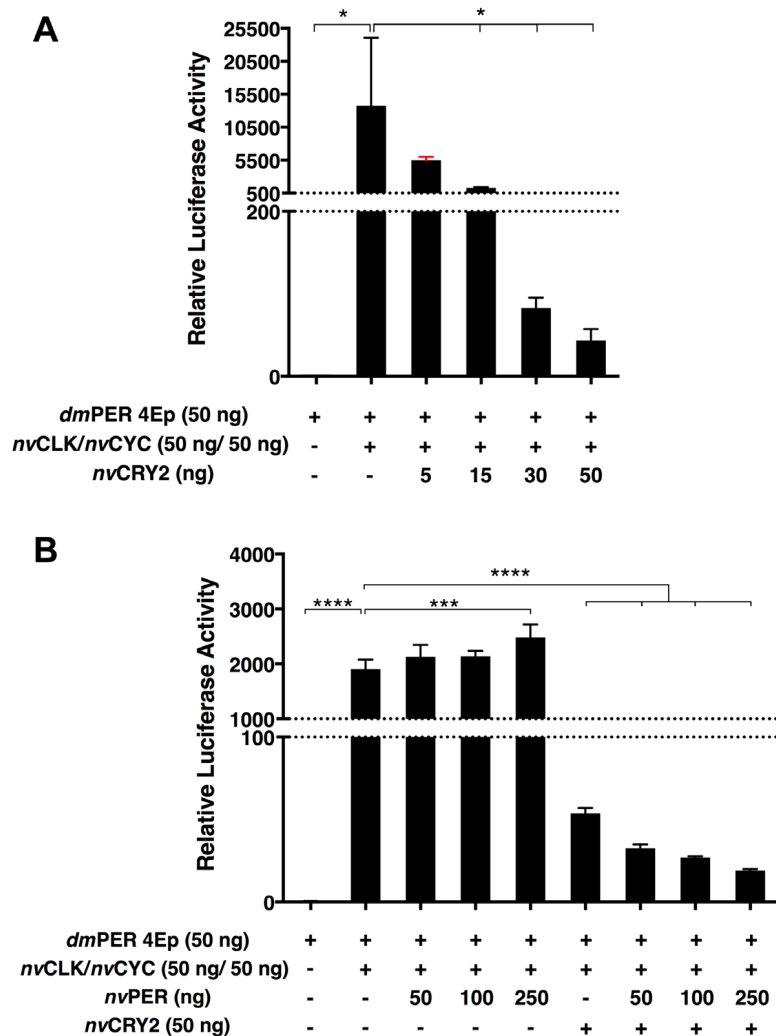 A
Relative Luciferase Activity
25500
20500
15500
10500
5500
500
200
0
* *
dmPER 4Ep (50 ng) + + + + + +
nvCLK/nvCYC (50 ng/ 50 ng) - + + + + +
nvCRY2 (ng) - - 5 15 30 50
B
Relative Luciferase Activity
4000
3000
2000
1000
100
0
****
**** ***
dmPER 4Ep (50 ng) + + + + + + + + +
nvCLK/nvCYC (50 ng/ 50 ng) - + + + + + + + +
nvPER (ng) - - 50 100 250 - 50 100 250
nvCRY2 (50 ng) - - - - - + + + +